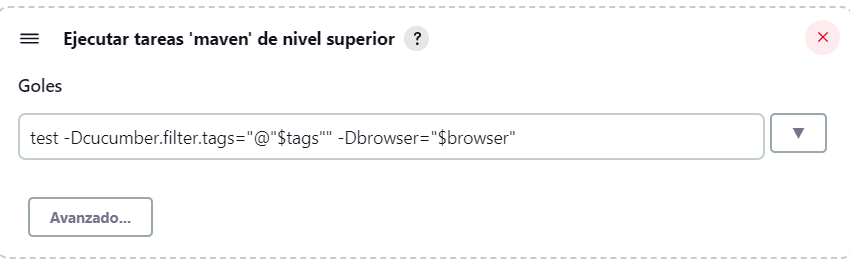 Ejecutar tareas 'maven' de nivel superior ?
Goles
test -Dcucumber.filter.tags="@"$tags"" -Dbrowser="$browser"
Avanzado...